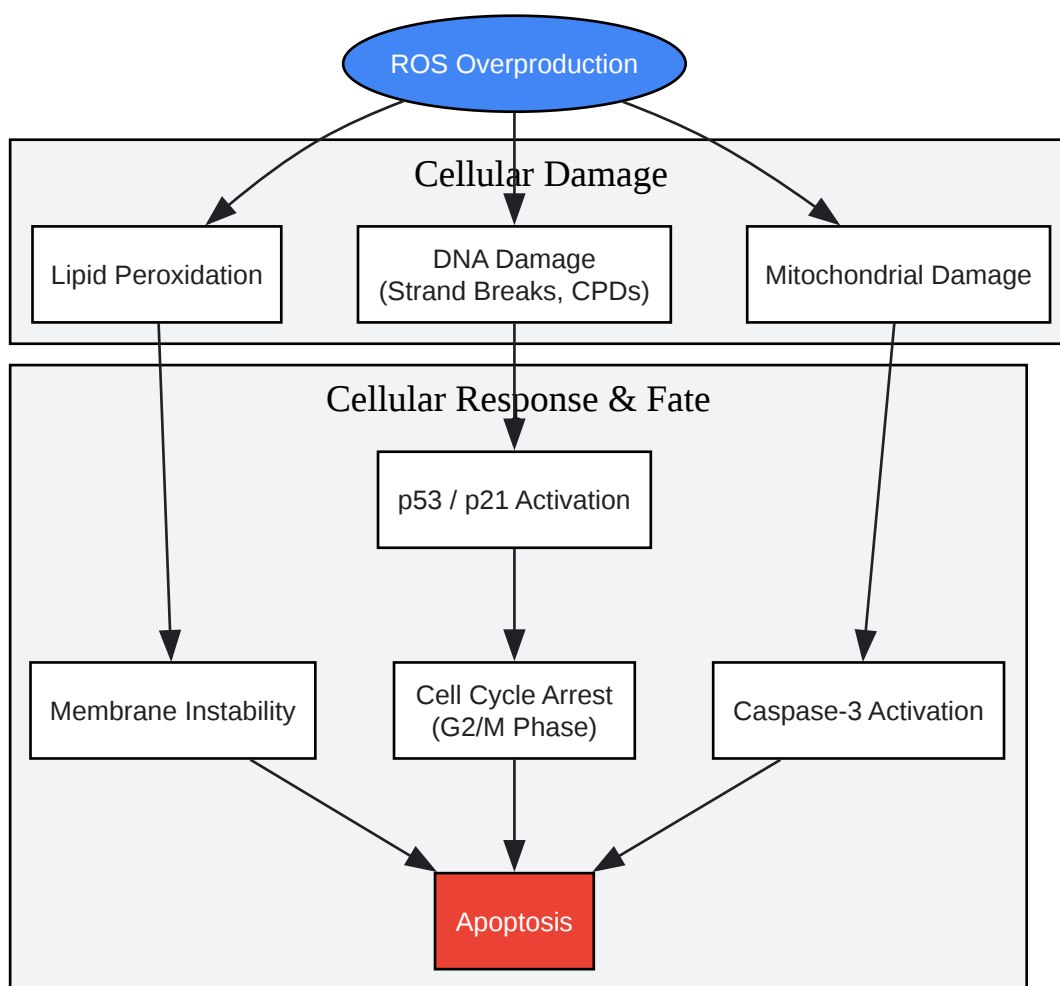 ROS Overproduction
Cellular Damage
Lipid Peroxidation
DNA Damage
(Strand Breaks, CPDs)
Mitochondrial Damage
Cellular Response & Fate
p53 / p21 Activation
Membrane Instability
Cell Cycle Arrest
(G2/M Phase)
Caspase-3 Activation
Apoptosis